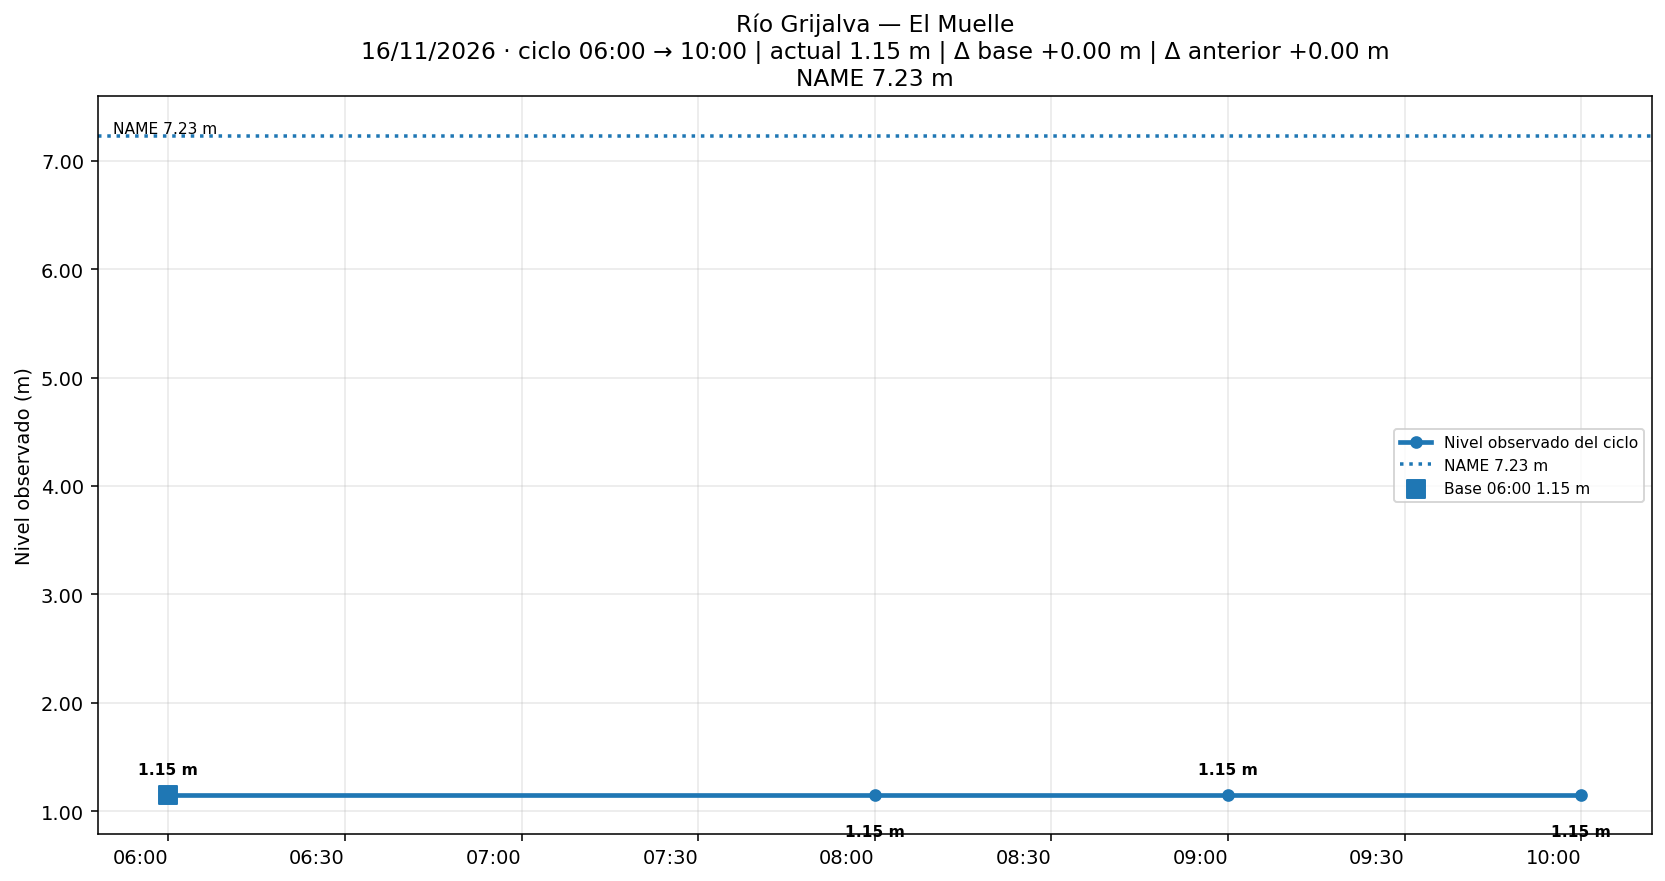 Río Grijalva — El Muelle
16/11/2026 · ciclo 06:00 → 10:00 | actual 1.15 m | Δ base +0.00 m | Δ anterior +0.00 m
NAME 7.23 m
NAME 7.23 m
7.00
6.00
5.00
4.00
3.00
2.00
1.00
Nivel observado (m)
Nivel observado del ciclo
NAME 7.23 m
Base 06:00 1.15 m
1.15 m
1.15 m
1.15 m
1.15 m
06:00
06:30
07:00
07:30
08:00
08:30
09:00
09:30
10:00